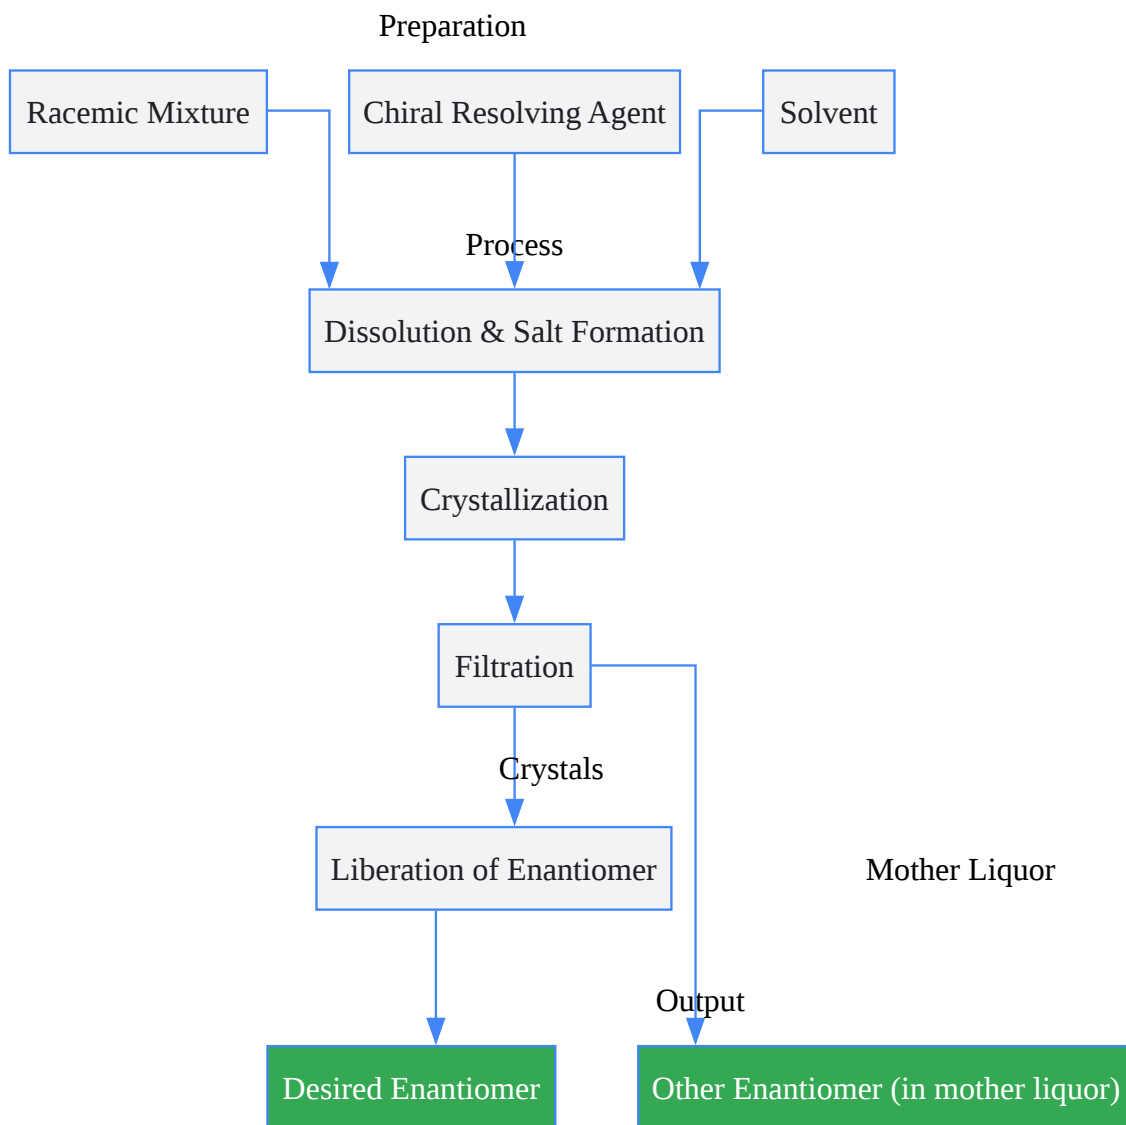 Preparation
Racemic Mixture
Chiral Resolving Agent
Solvent
Process
Dissolution & Salt Formation
Crystallization
Filtration
Crystals
Liberation of Enantiomer
Mother Liquor
Output
Desired Enantiomer
Other Enantiomer (in mother liquor)